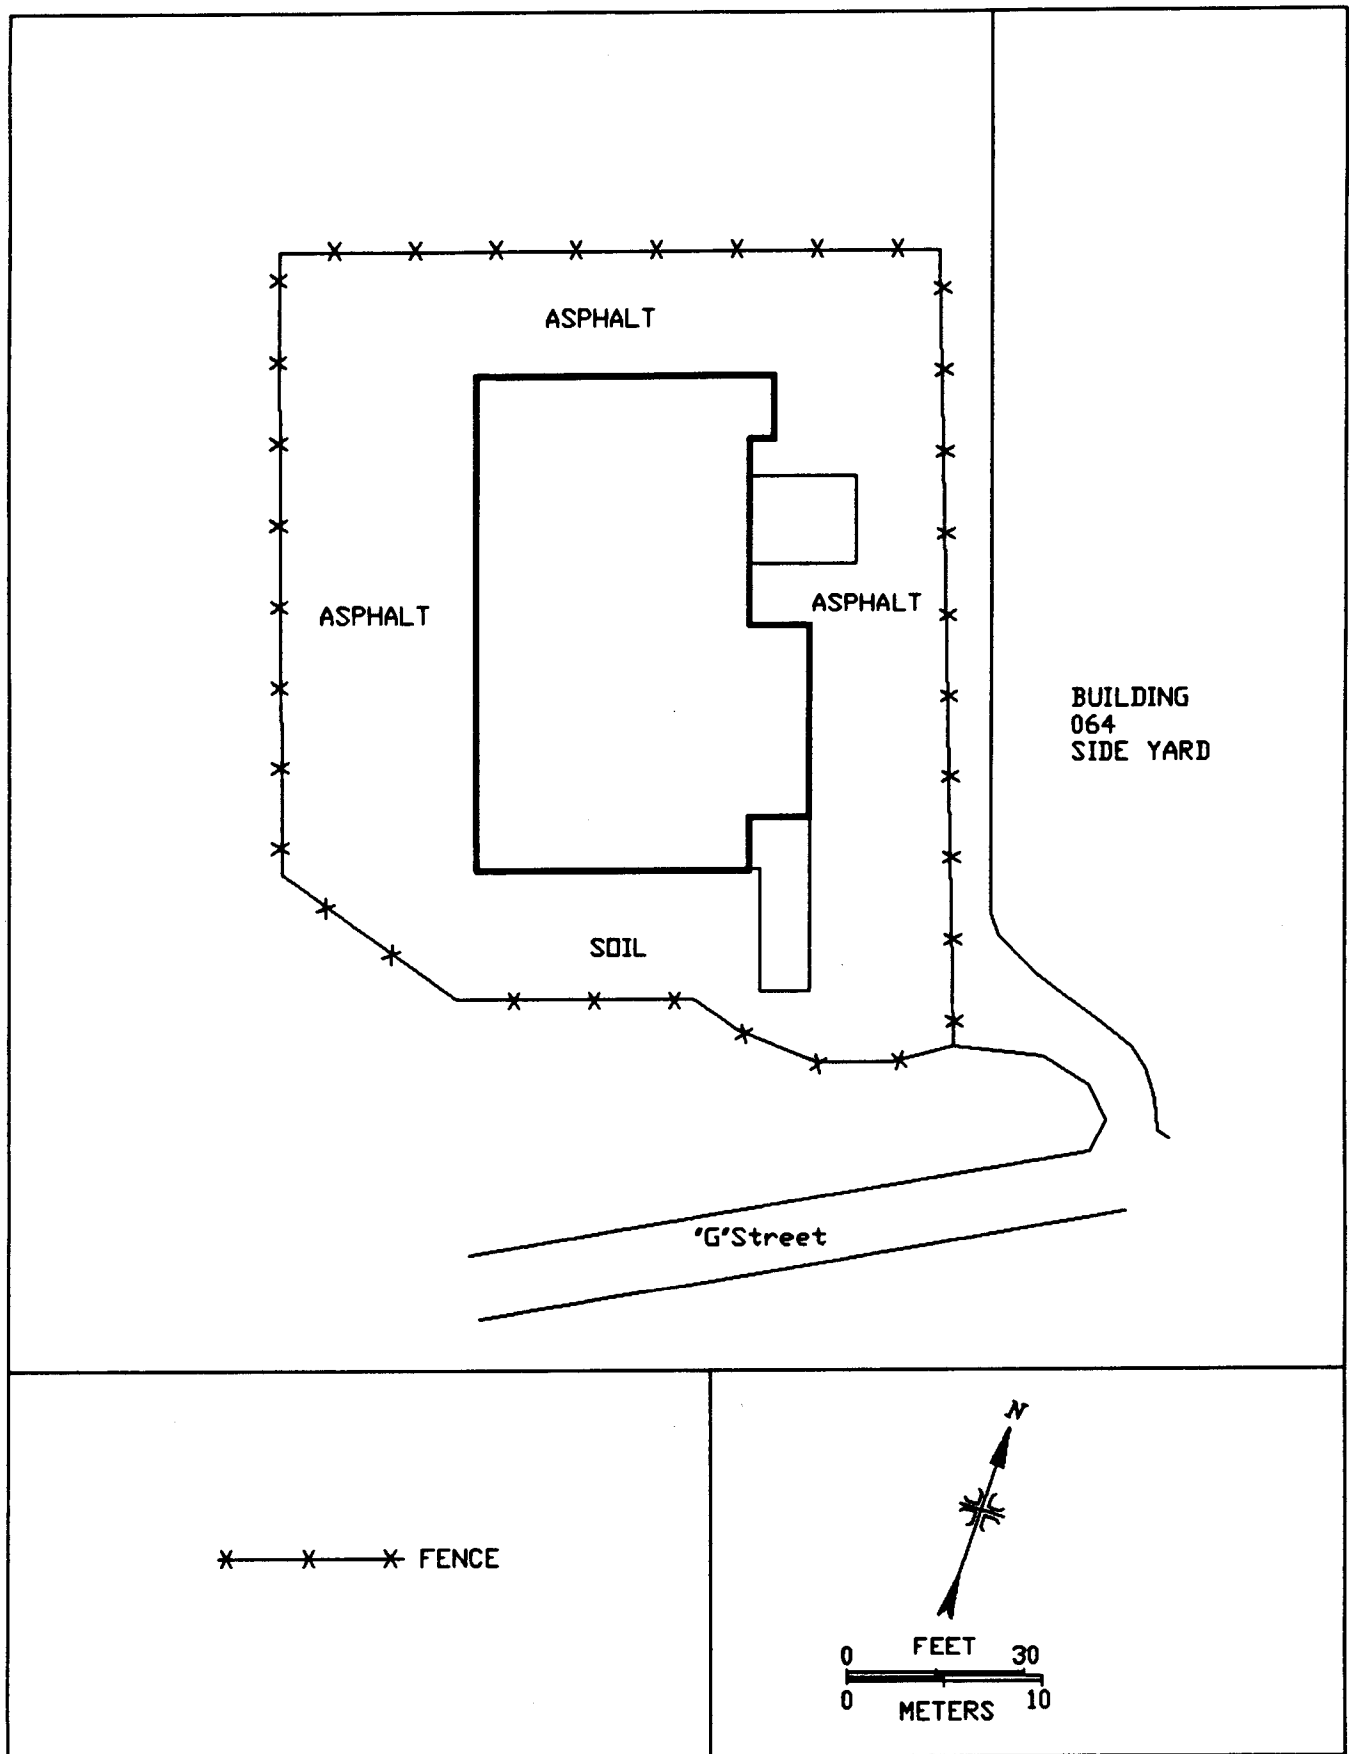 ASPHALT
ASPHALT
ASPHALT
BUILDING
064
SIDE YARD
SOIL
"G"Street
N
FENCE
FEET
0 30
0 10
METERS